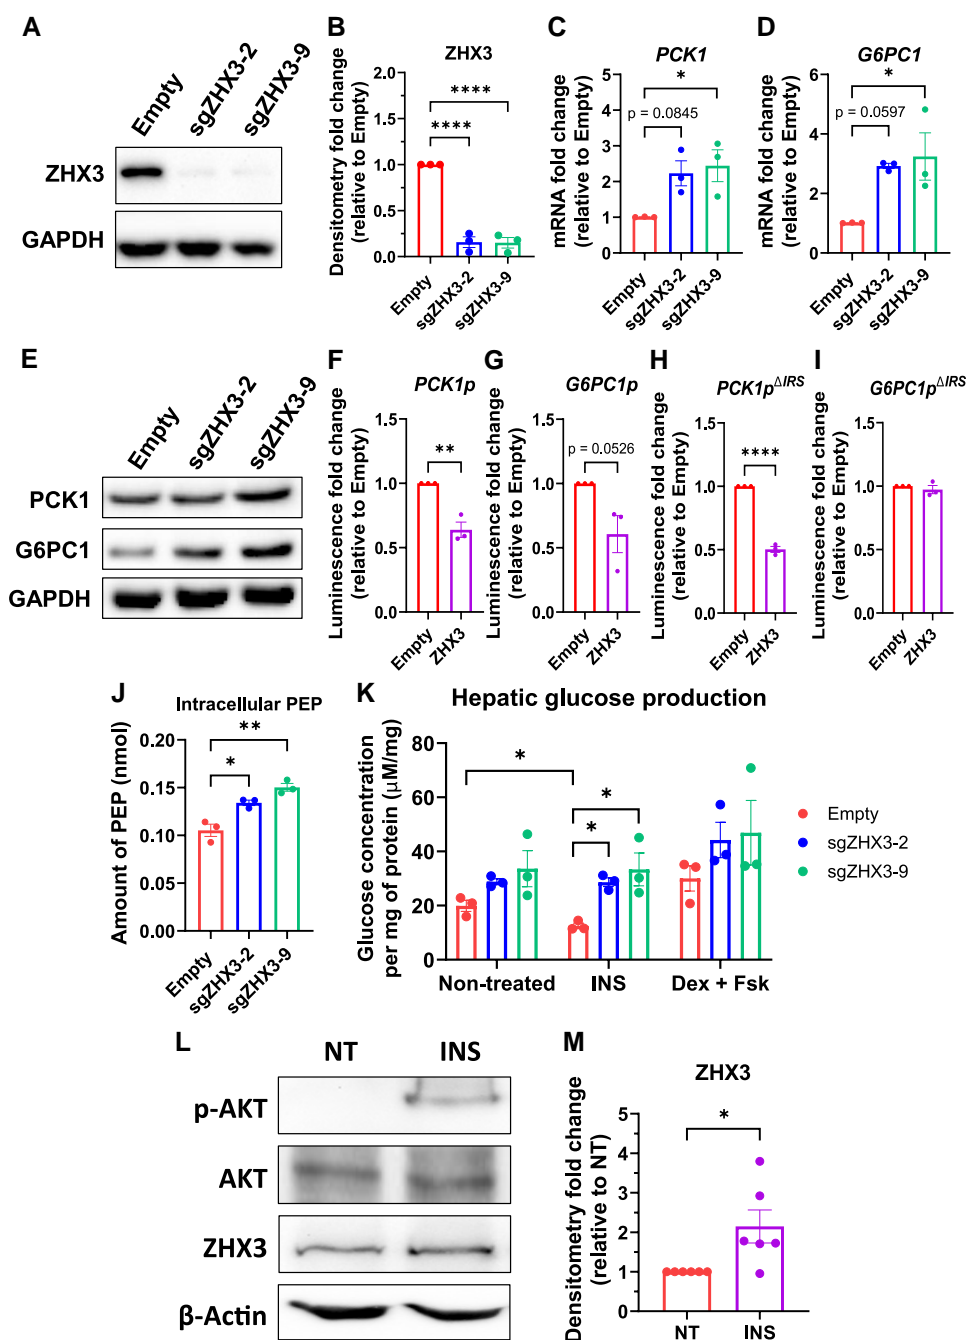 A
Empty
sgZHX3-2
sgZHX3-9
ZHX3
GAPDH
B
ZHX3
Densitometry fold change
(relative to Empty)
2.0
1.5
1.0
0.5
0.0
****
****
Empty
sgZHX3-2
sgZHX3-9
C
PCK1
mRNA fold change
(relative to Empty)
5
4
3
2
1
0
*
p = 0.0845
Empty
sgZHX3-2
sgZHX3-9
D
G6PC1
mRNA fold change
(relative to Empty)
6
4
2
0
*
p = 0.0597
Empty
sgZHX3-2
sgZHX3-9
E
Empty
sgZHX3-2
sgZHX3-9
PCK1
G6PC1
GAPDH
F
PCK1p
Luminescence fold change
(relative to Empty)
1.5
1.0
0.5
0.0
**
Empty
ZHX3
G
G6PC1p
Luminescence fold change
(relative to Empty)
1.5
1.0
0.5
1.0
p = 0.0526
Empty
ZHX3
H
PCK1pΔIRS
Luminescence fold change
(relative to Empty)
1.5
1.0
0.5
1.0
****
Empty
ZHX3
I
G6PC1pΔIRS
Luminescence fold change
(relative to Empty)
1.5
1.0
0.5
1.0
Empty
ZHX3
J
Intracellular PEP
Amount of PEP (nmol)
0.20
0.15
0.10
0.05
0.00
**
*
Empty
sgZHX3-2
sgZHX3-9
K
Hepatic glucose production
Glucose concentration
per mg of protein (μM/mg)
80
60
40
20
0
*
*
*
Non-treated
INS
Dex + Fsk
Empty
sgZHX3-2
sgZHX3-9
L
NT
INS
p-AKT
AKT
ZHX3
β-Actin
M
ZHX3
Densitometry fold change
(relative to NT)
5
4
3
2
1
0
*
NT
INS